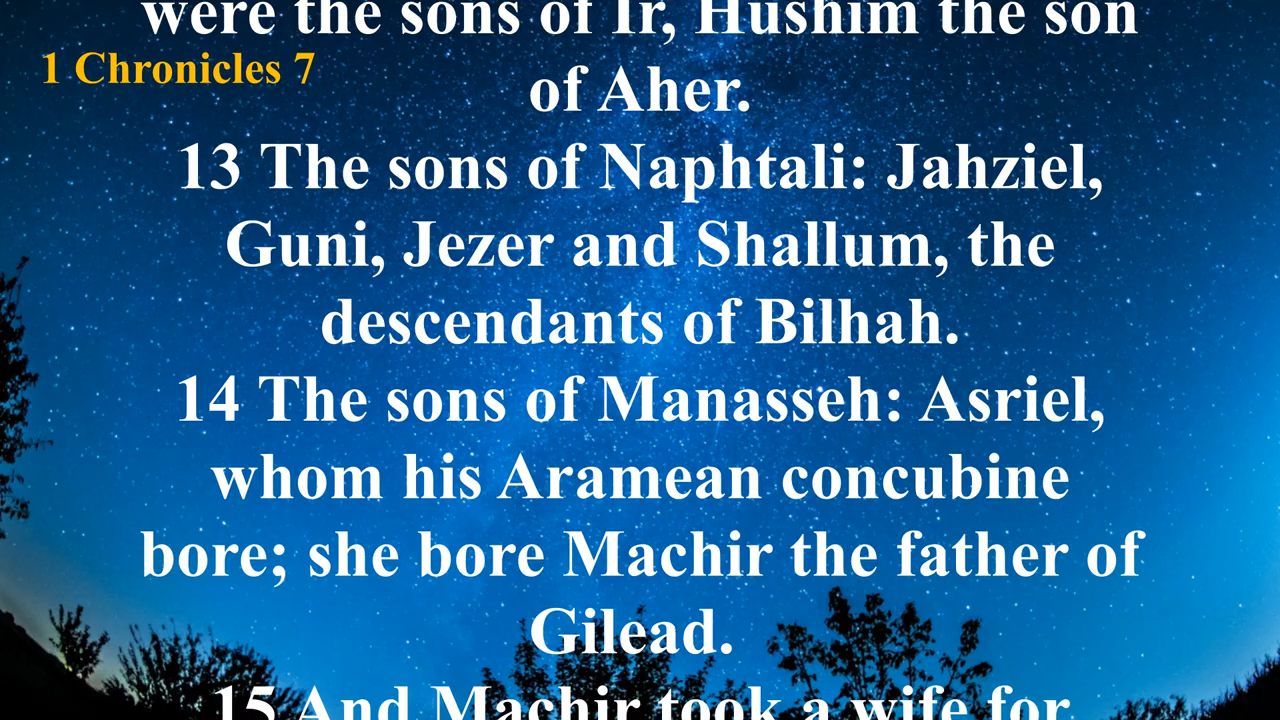 were the sons of Ir, Hushim the son
1 Chronicles 7
of Aher.
13 The sons of Naphtali: Jahziel,
Guni, Jezer and Shallum, the
descendants of Bilhah.
14 The sons of Manasseh: Asriel,
whom his Aramean concubine
bore; she bore Machir the father of
Gilead.
15 And Machir took a wife for